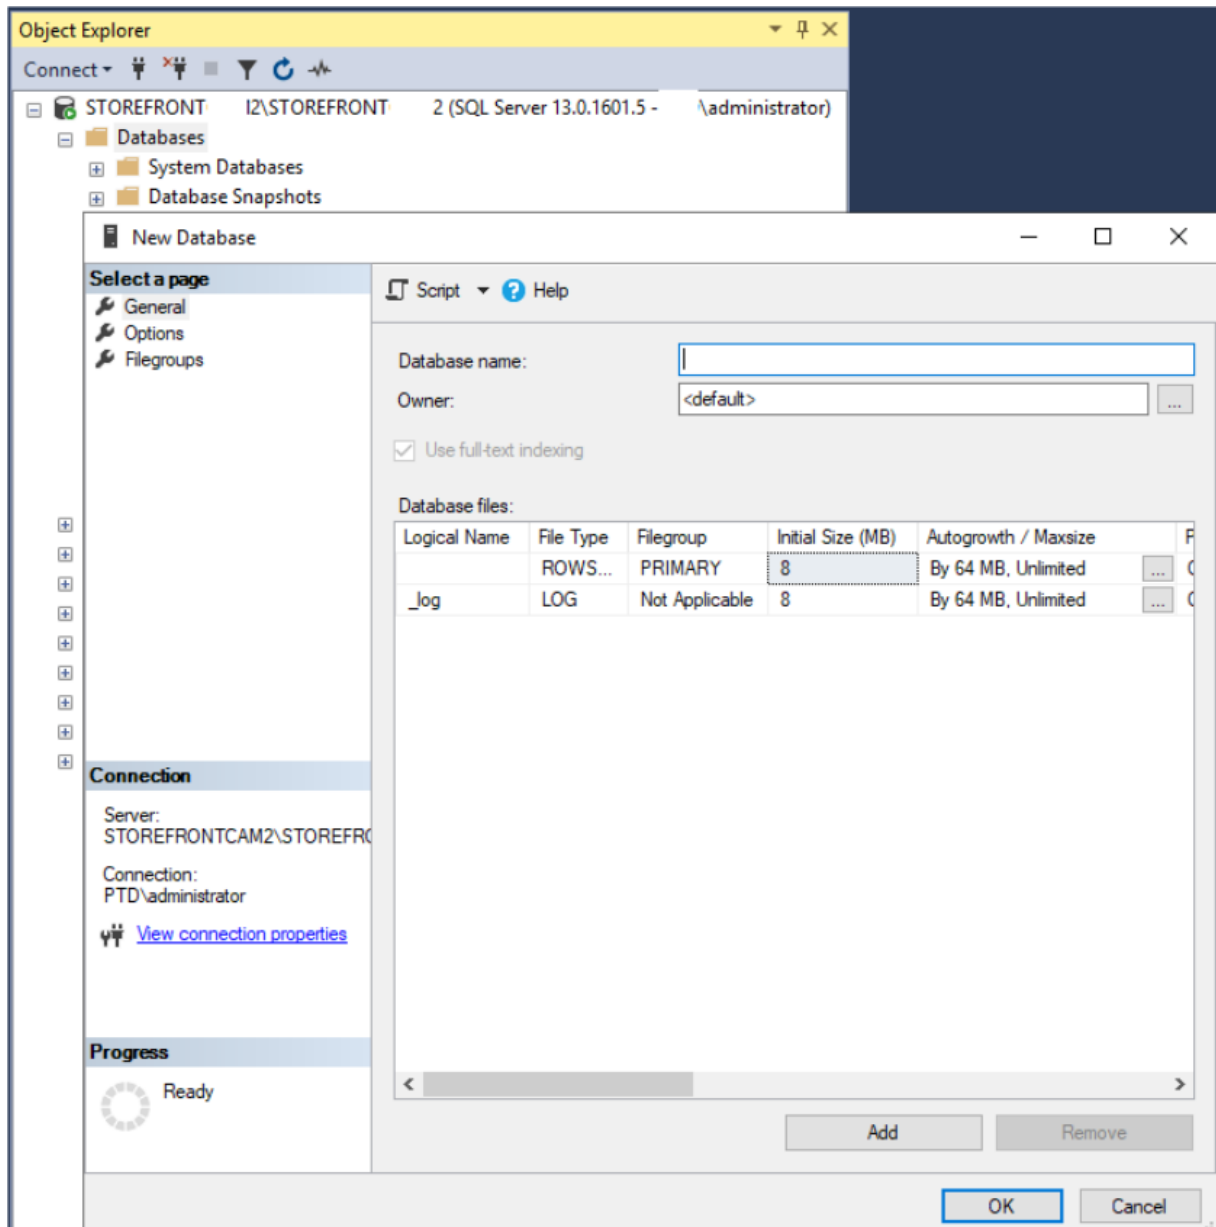 Object Explorer
Connect
STOREFRONT I2\STOREFRONT 2 (SQL Server 13.0.1601.5 - \administrator)
Databases
System Databases
Database Snapshots
New Database
Select a page
General
Options
Filegroups
Script Help
Database name:
Owner: <default> ...
Use full-text indexing
Database files:
Logical Name File Type Filegroup Initial Size (MB) Autogrowth / Maxsize
ROWS... PRIMARY 8 By 64 MB, Unlimited ...
_log LOG Not Applicable 8 By 64 MB, Unlimited ...
Connection
Server:
STOREFRONTCAM2\STOREFR
Connection:
PTD\administrator
View connection properties
Progress
Ready
Add Remove
OK Cancel